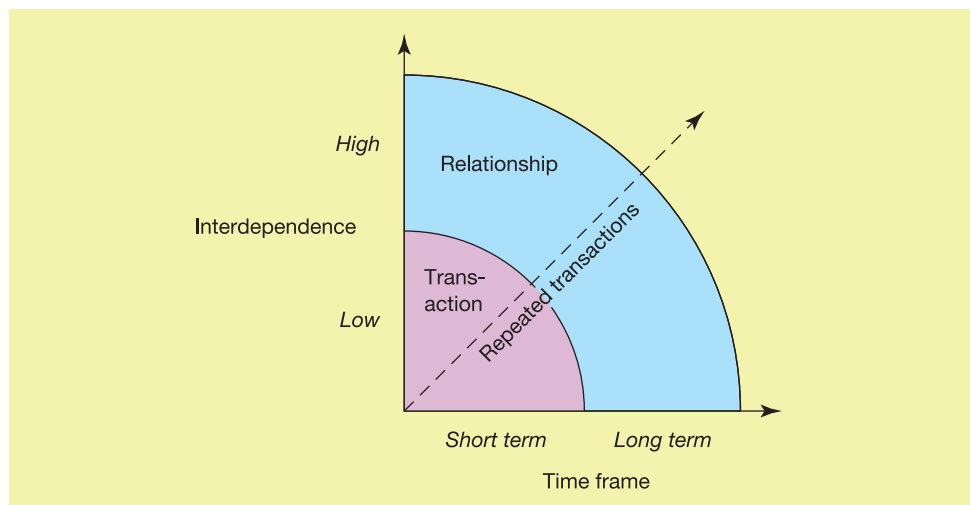 High
Relationship
Interdependence
Trans-
action
Repeated transactions
Low
Short term
Long term
Time frame